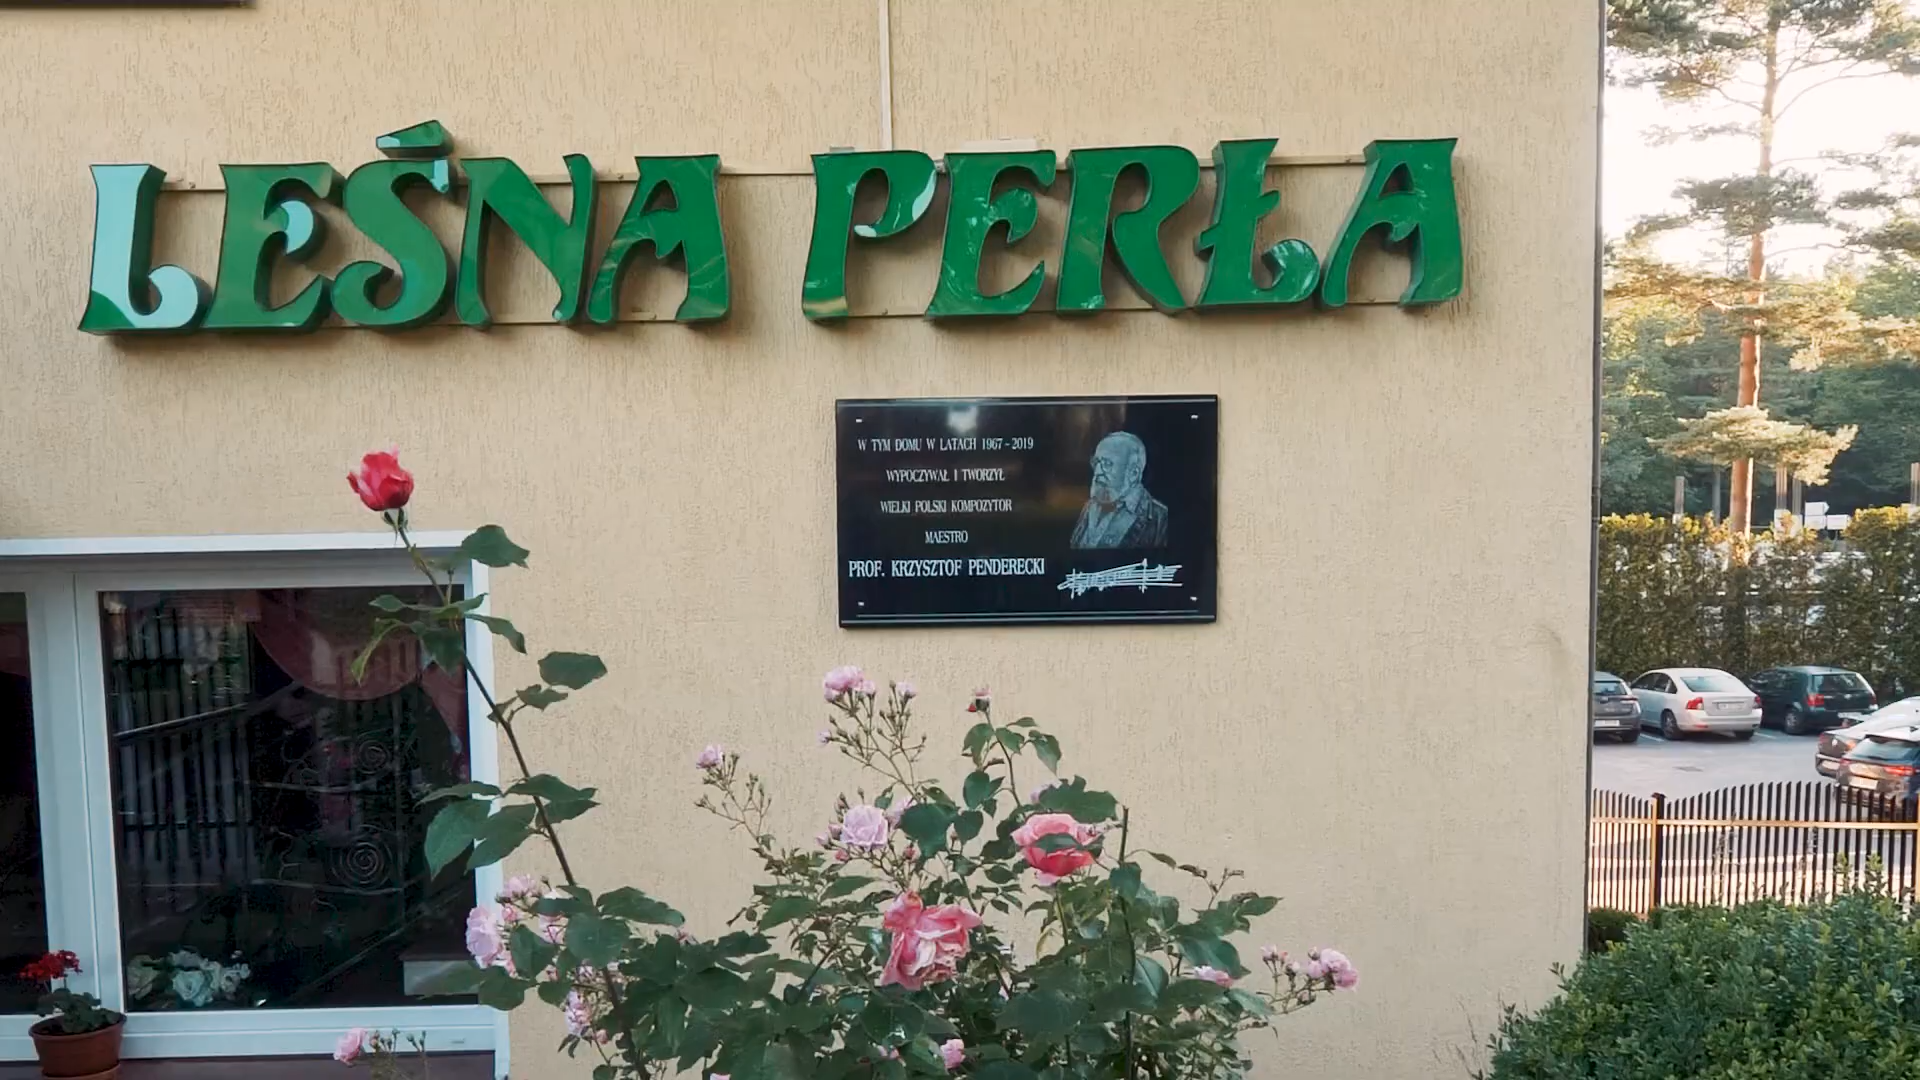 LEŚNA PERŁA
W TYM DOMU W LATACH 1967-2019
WYPOCZYWAŁ I TWORZYŁ
WIELKI POLSKI KOMPOZYTOR
MAESTRO
PROF. KRZYSZTOF PENDERECKI